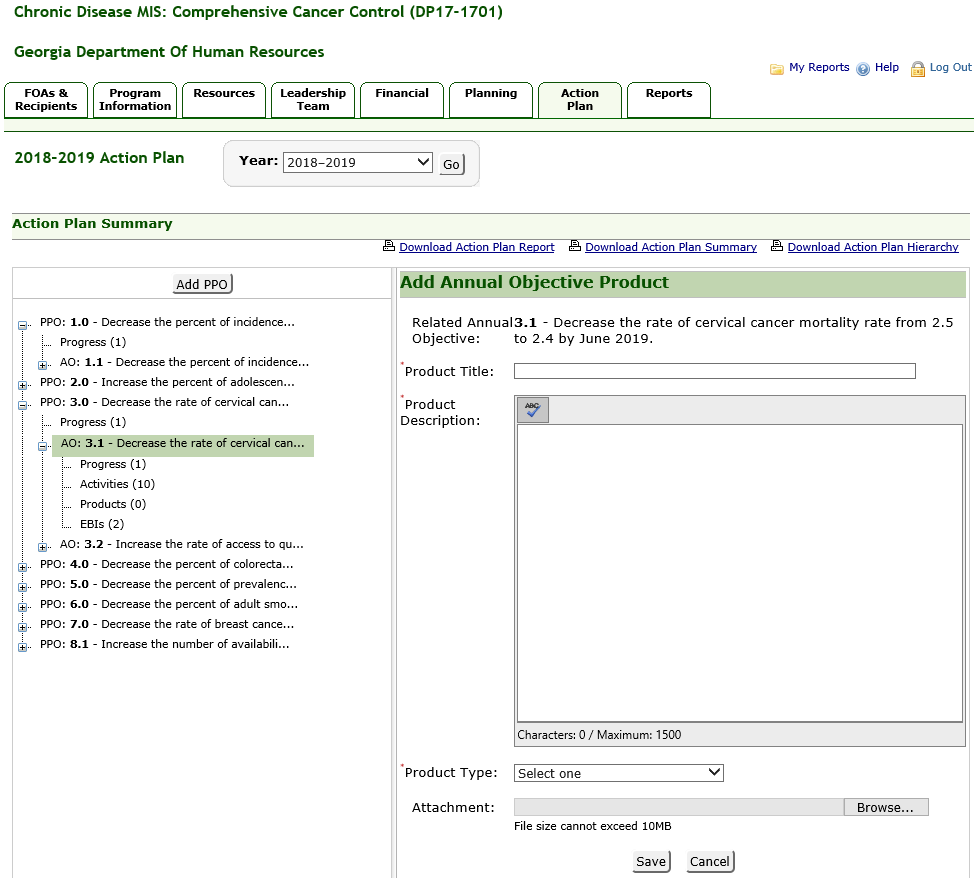 Chronic Disease MIS: Comprehensive Cancer Control (DP17-1701)
Georgia Department Of Human Resources
My Reports Help Log Out
FOAs & Recipients
Program Information
Resources
Leadership Team
Financial
Planning
Action Plan
Reports
2018-2019 Action Plan
Year: 2018-2019 Go
Action Plan Summary
Download Action Plan Report Download Action Plan Summary Download Action Plan Hierarchy
Add PPO
PPO: 1.0 - Decrease the percent of incidence...
Progress (1)
AO: 1.1 - Decrease the percent of incidence...
PPO: 2.0 - Increase the percent of adolescen...
PPO: 3.0 - Decrease the rate of cervical can...
Progress (1)
AO: 3.1 - Decrease the rate of cervical can...
Progress (1)
Activities (10)
Products (0)
EBIs (2)
AO: 3.2 - Increase the rate of access to qu...
PPO: 4.0 - Decrease the percent of colorecta...
PPO: 5.0 - Decrease the percent of prevalenc...
PPO: 6.0 - Decrease the percent of adult smo...
PPO: 7.0 - Decrease the rate of breast cance...
PPO: 8.1 - Increase the number of availabili...
Add Annual Objective Product
Related Annual Objective: 3.1 - Decrease the rate of cervical cancer mortality rate from 2.5
to 2.4 by June 2019.
*Product Title:
*Product
Description:
ABC
Characters: 0 / Maximum: 1500
*Product Type: Select one
Attachment: Browse...
File size cannot exceed 10MB
Save Cancel